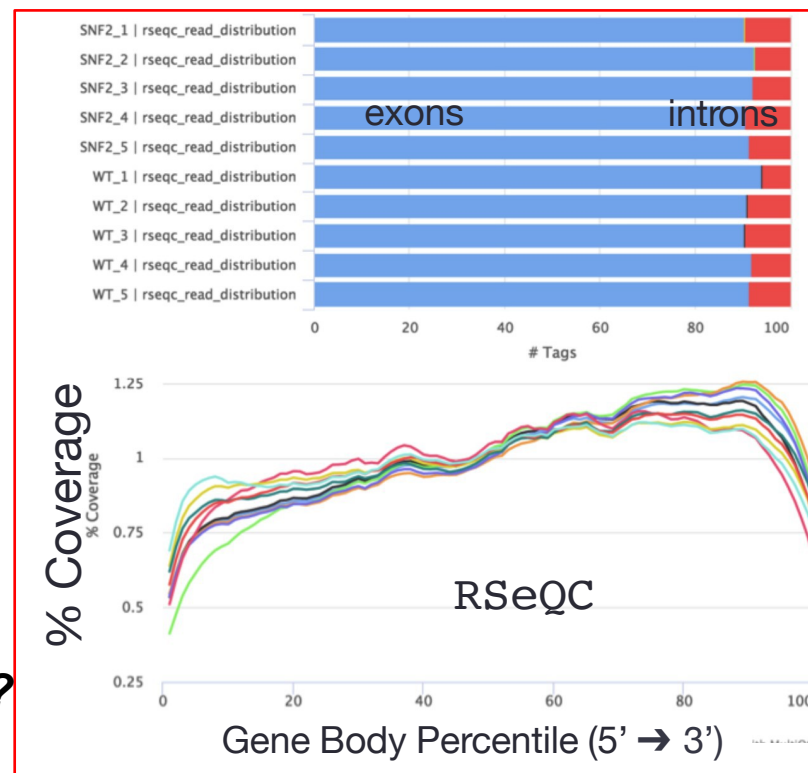 SNF2_1 | rseqc_read_distribution
SNF2_2 | rseqc_read_distribution
SNF2_3 | rseqc_read_distribution
SNF2_4 | rseqc_read_distribution
exons introns
SNF2_5 | rseqc_read_distribution
WT_1 | rseqc_read_distribution
WT_2 | rseqc_read_distribution
WT_3 | rseqc_read_distribution
WT_4 | rseqc_read_distribution
WT_5 | rseqc_read_distribution
0 20 40 60 80 100
# Tags
1.25
1
0.75
0.5
0.25
% Coverage
% Coverage
RSeQC
?
0 20 40 60 80 100
Gene Body Percentile (5’ → 3’)